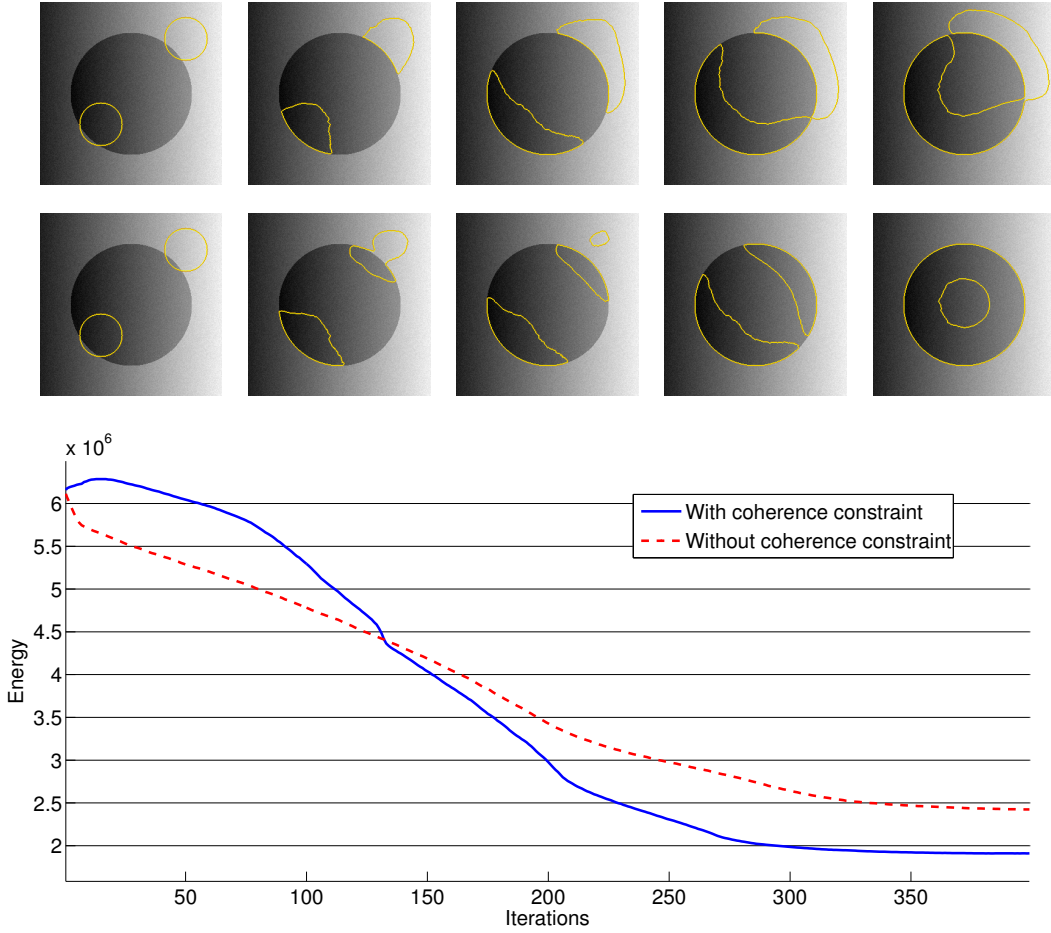 x 10^6
6
5.5
5
4.5
4
3.5
3
2.5
2
Energy
With coherence constraint
Without coherence constraint
50 100 150 200 250 300 350
Iterations